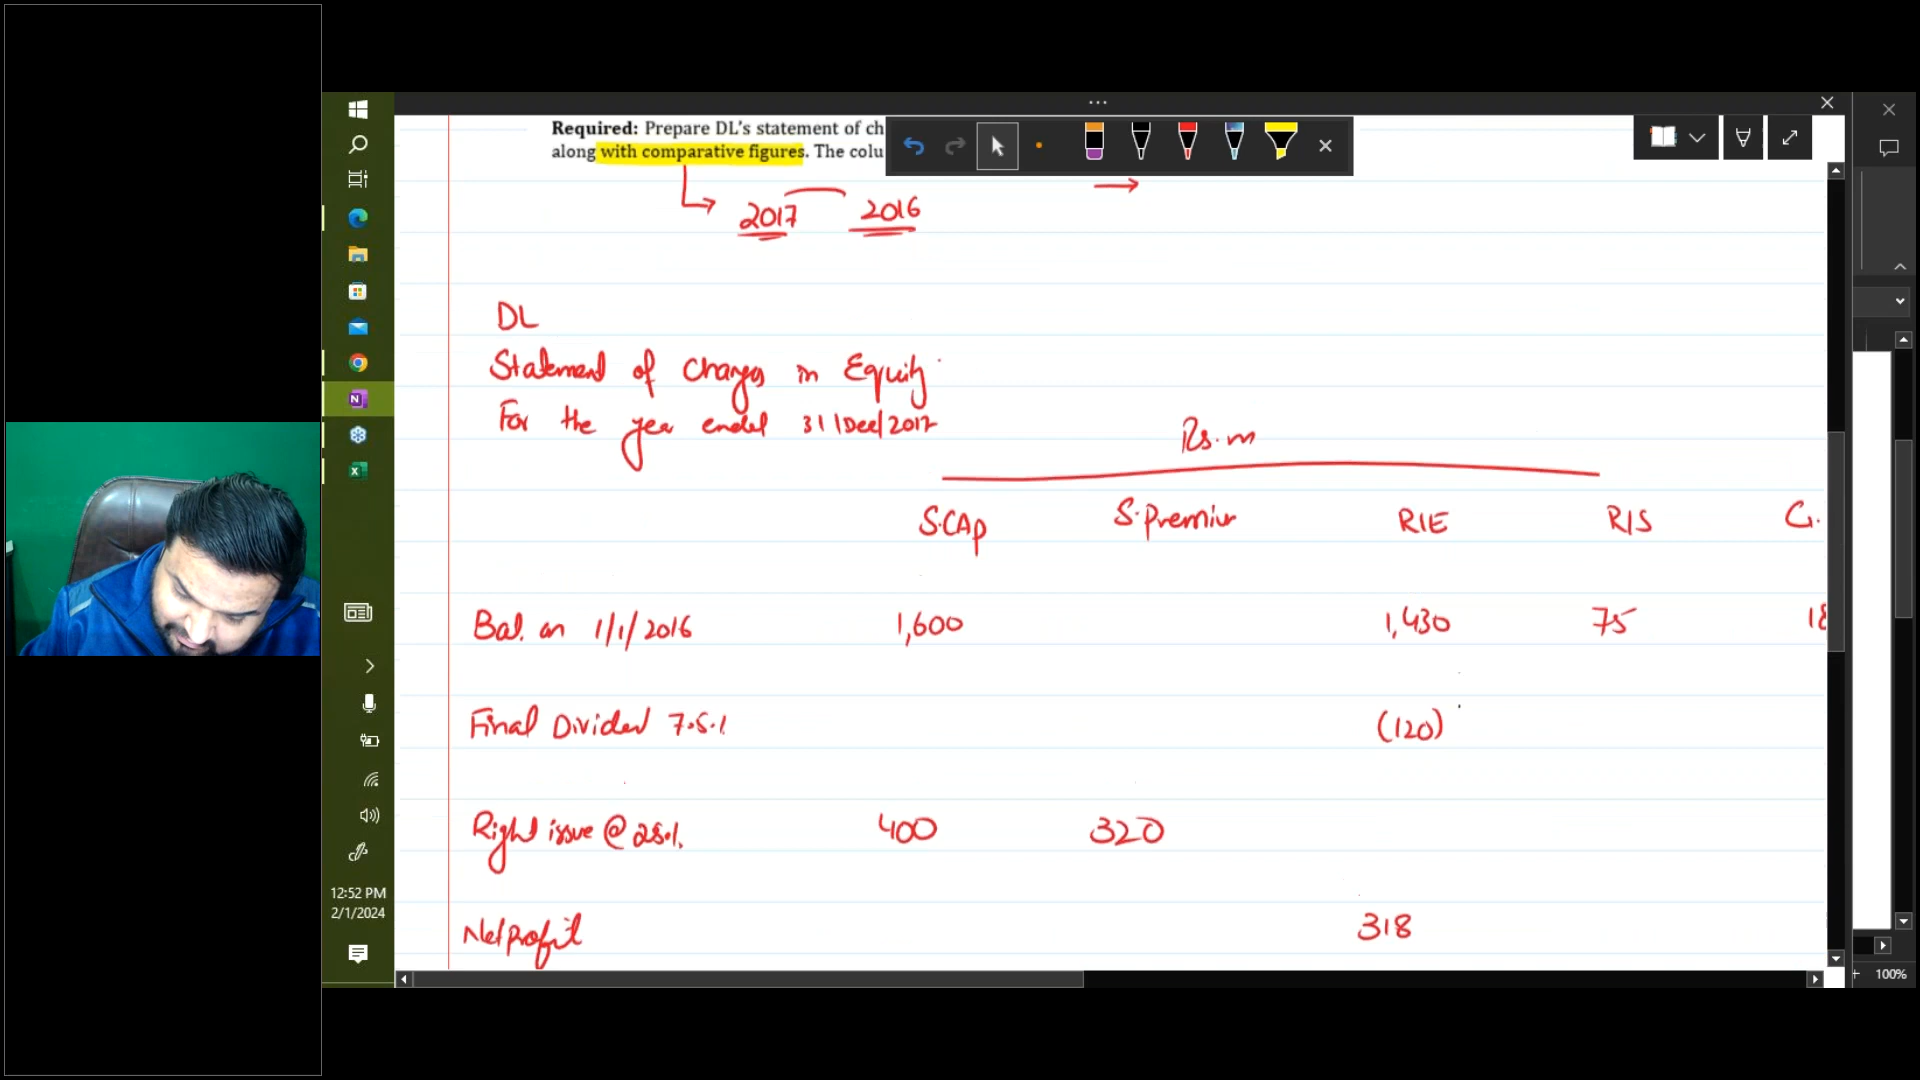 Required: Prepare DL's statement of ch
along with comparative figures. The colu
2017 2016
DL
Statement of Changes in Equity
For the year ended 31/Dec/2017
Rs.m
S.CAp S.Premium R/E R/S G.
Bal. on 1/1/2016 1,600 1,430 75 18
Final Divided 7.5% (120)
Right issue @ 25% 400 320
Net profit 318
12:52 PM
2/1/2024
100%